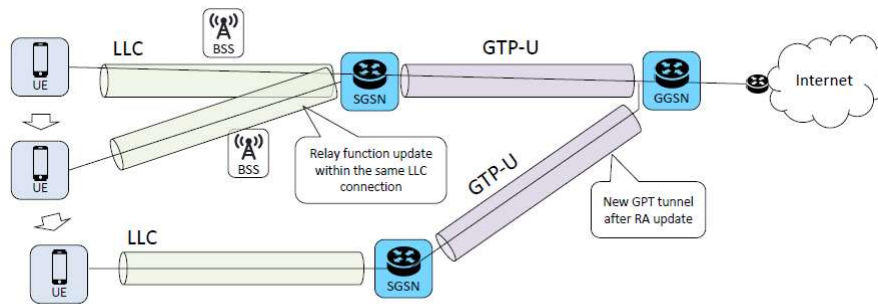 LLC
BSS
GTP-U
UE
SGSN
GGSN
Internet
UE
BSS
Relay function update
within the same LLC
connection
GTP-U
New GPT tunnel
after RA update
LLC
UE
SGSN